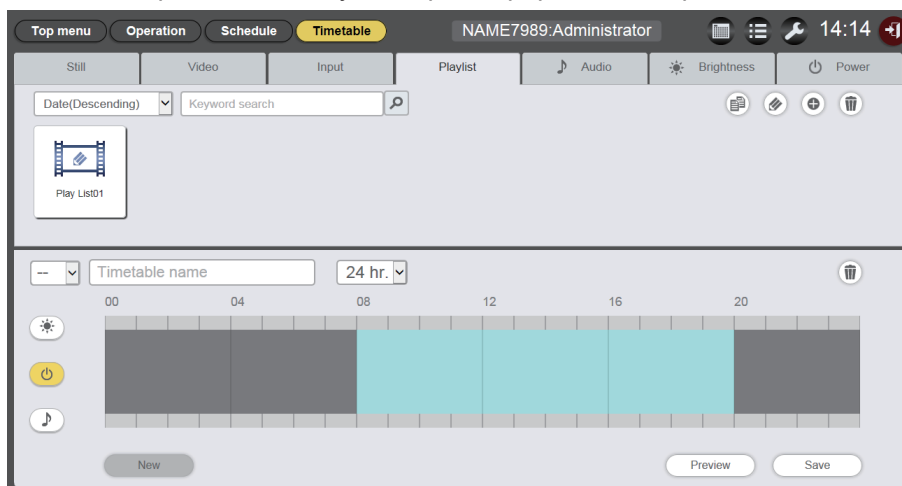 Top menu Operation Schedule Timetable NAME7989:Administrator 14:14
Still Video Input Playlist Audio Brightness Power
Date(Descending) Keyword search
Play List01
-- Timetable name 24 hr.
00 04 08 12 16 20
New Preview Save